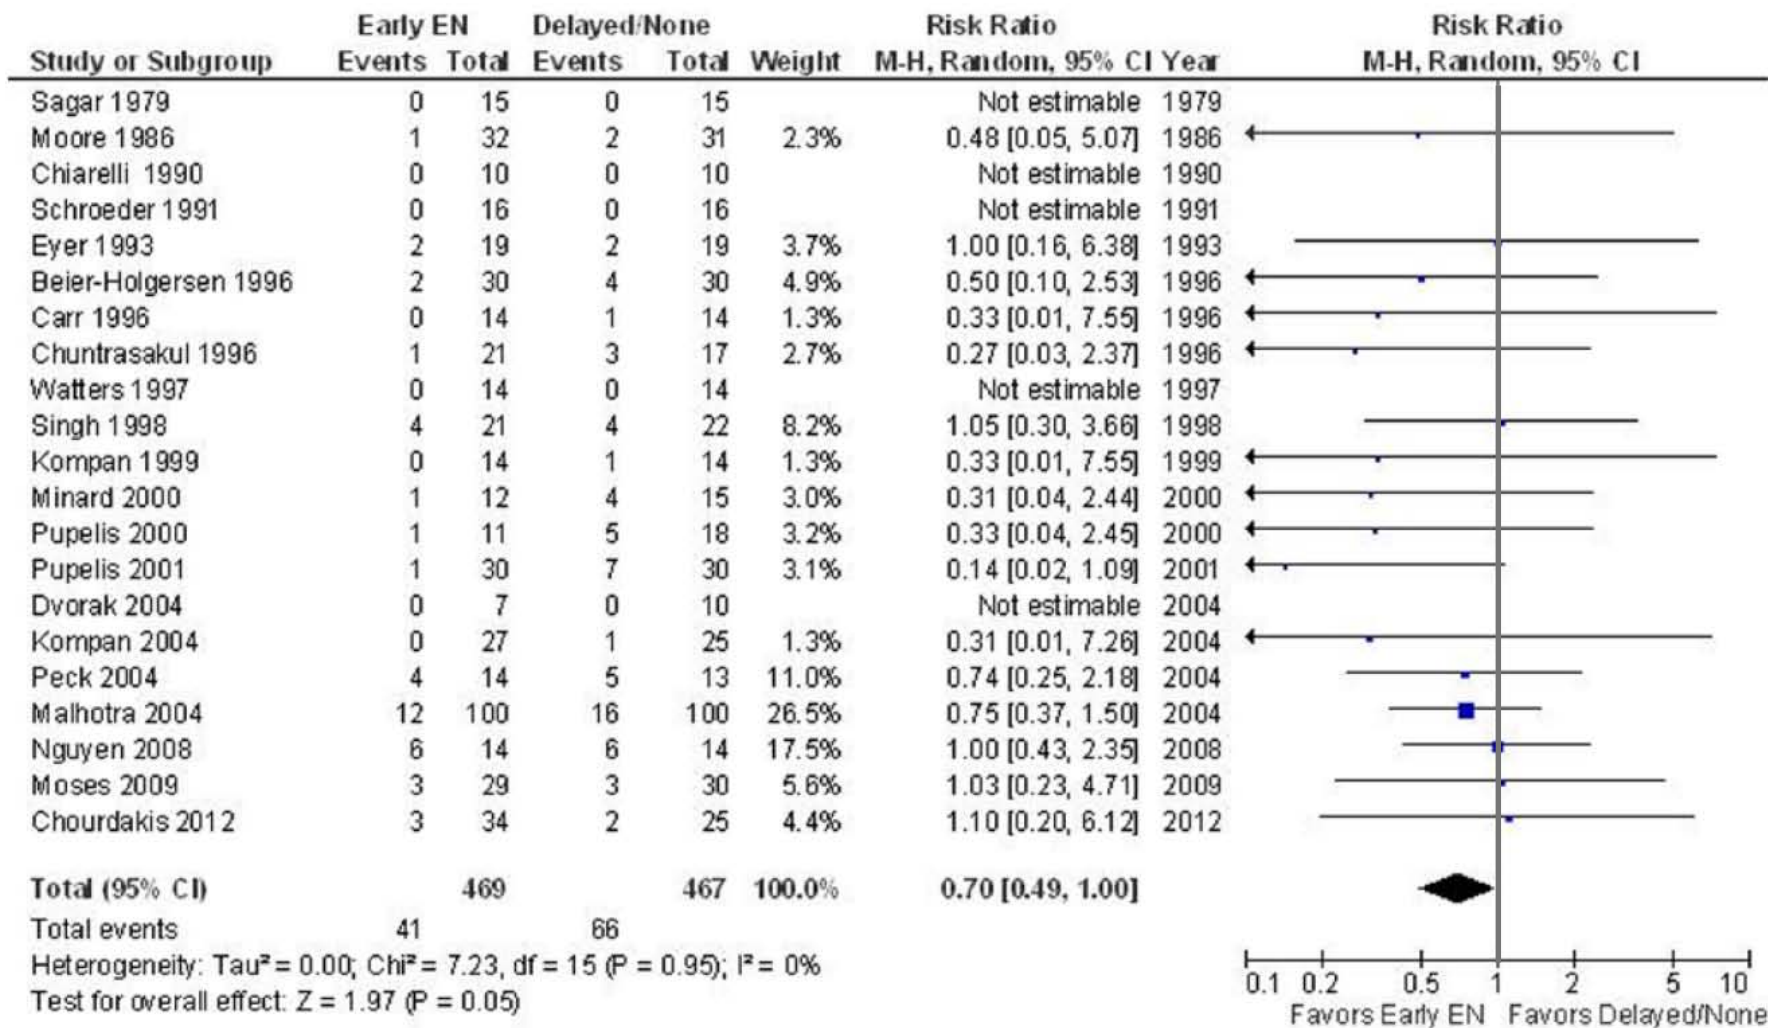 Early EN Delayed/None Risk Ratio Risk Ratio
Study or Subgroup Events Total Events Total Weight M-H, Random, 95% CI Year M-H, Random, 95% CI
Sagar 1979 0 15 0 15 Not estimable 1979
Moore 1986 1 32 2 31 2.3% 0.48 [0.05, 5.07] 1986
Chiarelli 1990 0 10 0 10 Not estimable 1990
Schroeder 1991 0 16 0 16 Not estimable 1991
Eyer 1993 2 19 2 19 3.7% 1.00 [0.16, 6.38] 1993
Beier-Holgersen 1996 2 30 4 30 4.9% 0.50 [0.10, 2.53] 1996
Carr 1996 0 14 1 14 1.3% 0.33 [0.01, 7.55] 1996
Chuntrasakul 1996 1 21 3 17 2.7% 0.27 [0.03, 2.37] 1996
Watters 1997 0 14 0 14 Not estimable 1997
Singh 1998 4 21 4 22 8.2% 1.05 [0.30, 3.66] 1998
Kompan 1999 0 14 1 14 1.3% 0.33 [0.01, 7.55] 1999
Minard 2000 1 12 4 15 3.0% 0.31 [0.04, 2.44] 2000
Pupelis 2000 1 11 5 18 3.2% 0.33 [0.04, 2.45] 2000
Pupelis 2001 1 30 7 30 3.1% 0.14 [0.02, 1.09] 2001
Dvorak 2004 0 7 0 10 Not estimable 2004
Kompan 2004 0 27 1 25 1.3% 0.31 [0.01, 7.26] 2004
Peck 2004 4 14 5 13 11.0% 0.74 [0.25, 2.18] 2004
Malhotra 2004 12 100 16 100 26.5% 0.75 [0.37, 1.50] 2004
Nguyen 2008 6 14 6 14 17.5% 1.00 [0.43, 2.35] 2008
Moses 2009 3 29 3 30 5.6% 1.03 [0.23, 4.71] 2009
Chourdakis 2012 3 34 2 25 4.4% 1.10 [0.20, 6.12] 2012
Total (95% CI) 469 467 100.0% 0.70 [0.49, 1.00]
Total events 41 66
Heterogeneity: Tau² = 0.00; Chi² = 7.23, df = 15 (P = 0.95); I² = 0%
Test for overall effect: Z = 1.97 (P = 0.05)
0.1 0.2 0.5 1 2 5 10
Favors Early EN Favors Delayed/None